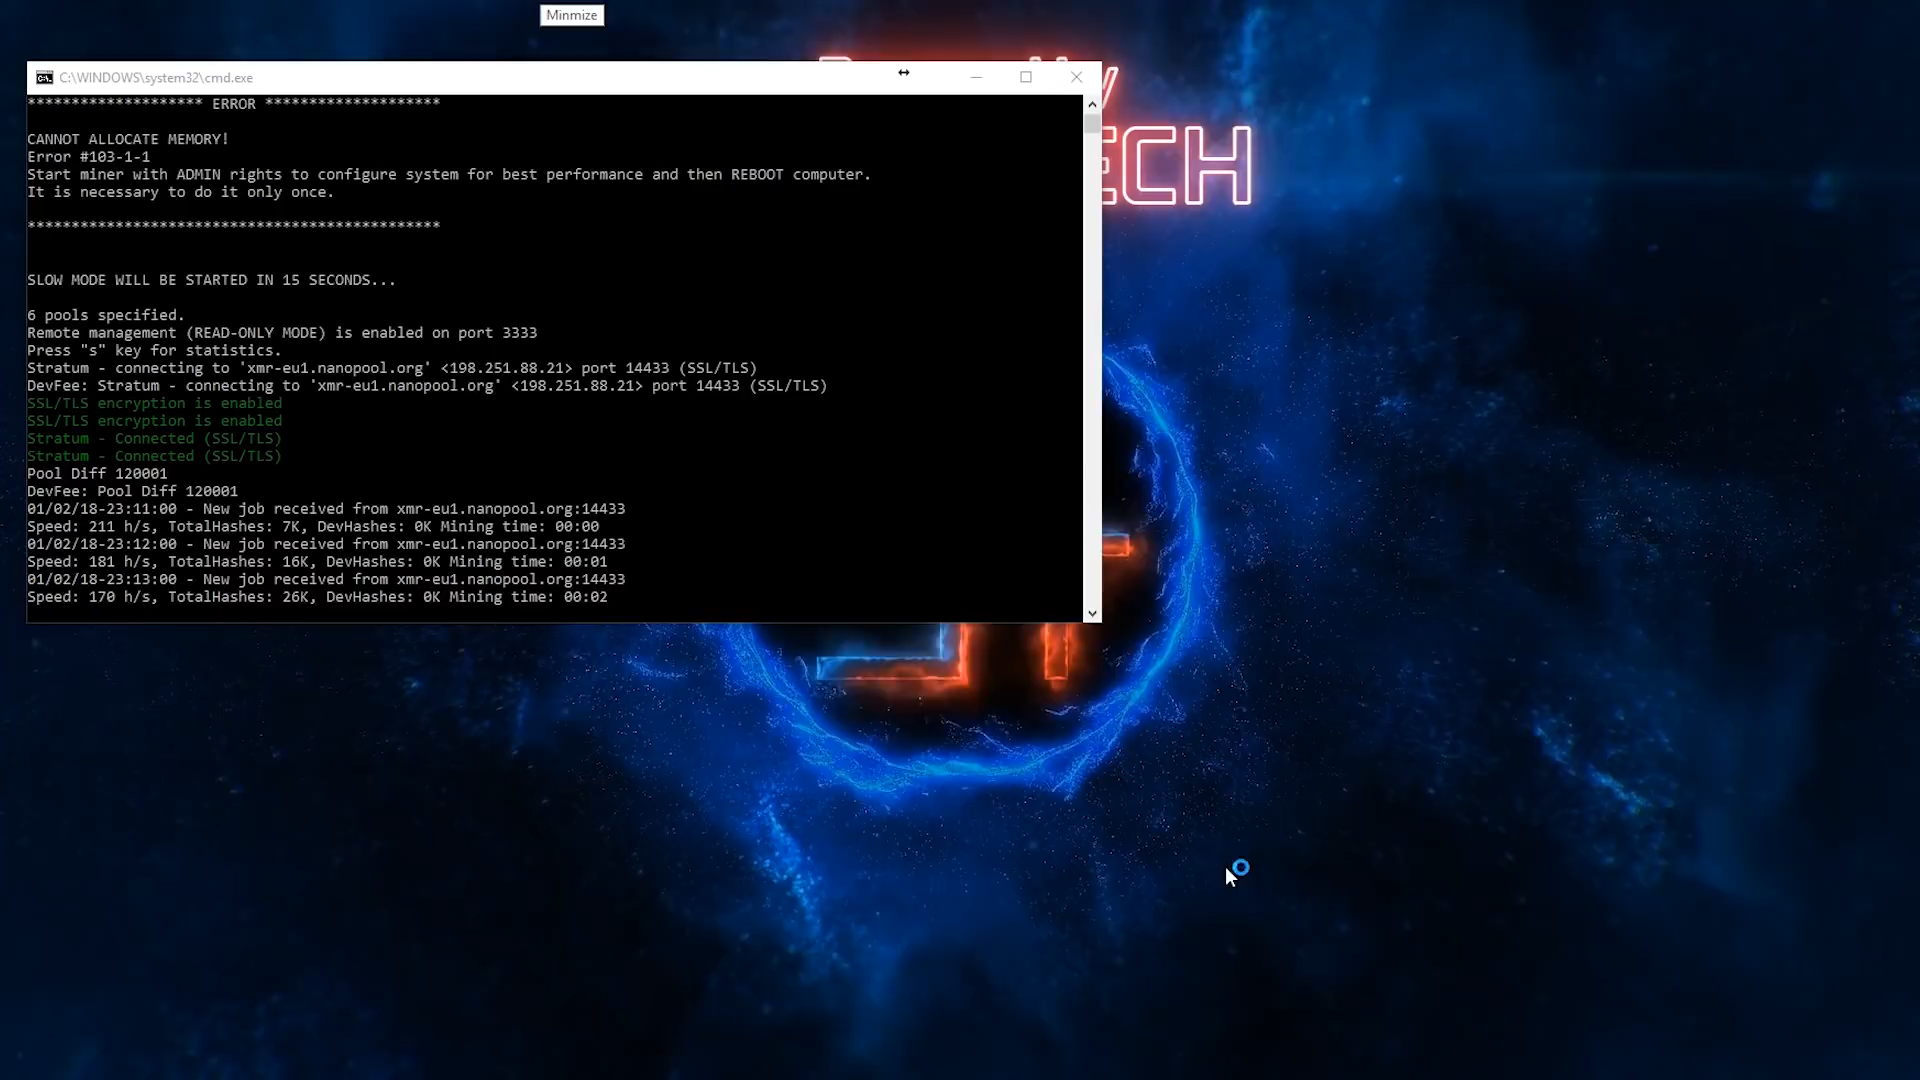 Minmize
C:\WINDOWS\system32\cmd.exe
******************** ERROR ********************
CANNOT ALLOCATE MEMORY!
Error #103-1-1
Start miner with ADMIN rights to configure system for best performance and then REBOOT computer.
It is necessary to do it only once.
***********************************************
SLOW MODE WILL BE STARTED IN 15 SECONDS...
6 pools specified.
Remote management (READ-ONLY MODE) is enabled on port 3333
Press "s" key for statistics.
Stratum - connecting to 'xmr-eu1.nanopool.org' <198.251.88.21> port 14433 (SSL/TLS)
DevFee: Stratum - connecting to 'xmr-eu1.nanopool.org' <198.251.88.21> port 14433 (SSL/TLS)
SSL/TLS encryption is enabled
SSL/TLS encryption is enabled
Stratum - Connected (SSL/TLS)
Stratum - Connected (SSL/TLS)
Pool Diff 120001
DevFee: Pool Diff 120001
01/02/18-23:11:00 - New job received from xmr-eu1.nanopool.org:14433
Speed: 211 h/s, TotalHashes: 7K, DevHashes: 0K Mining time: 00:00
01/02/18-23:12:00 - New job received from xmr-eu1.nanopool.org:14433
Speed: 181 h/s, TotalHashes: 16K, DevHashes: 0K Mining time: 00:01
01/02/18-23:13:00 - New job received from xmr-eu1.nanopool.org:14433
Speed: 170 h/s, TotalHashes: 26K, DevHashes: 0K Mining time: 00:02